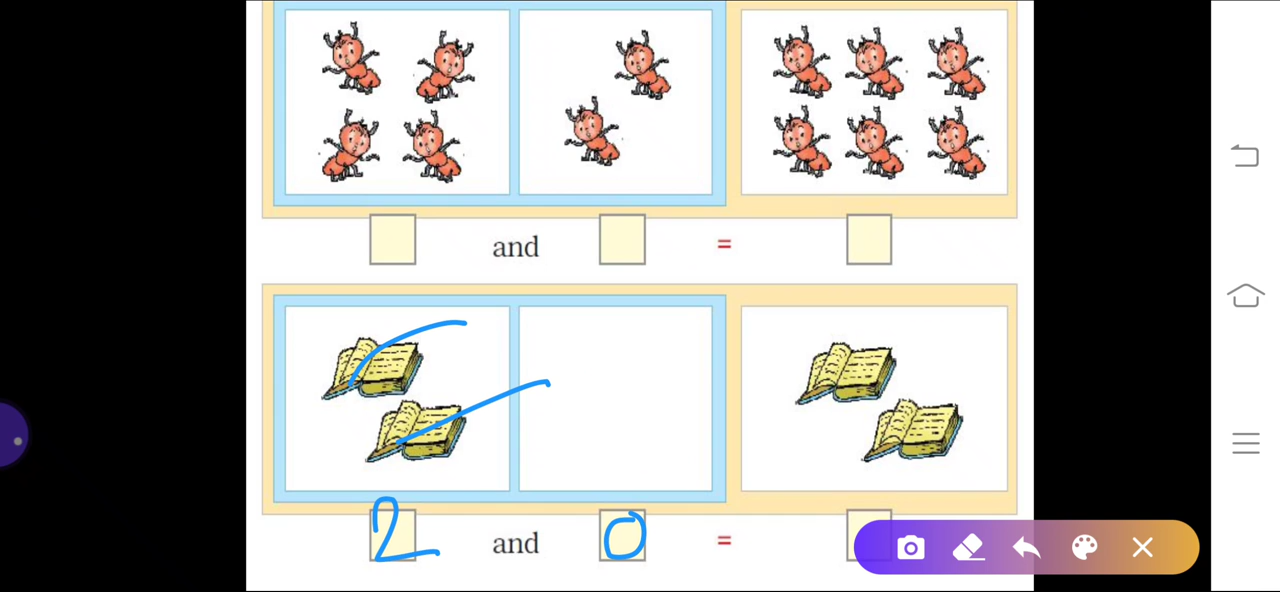 and =
2 and 0 =